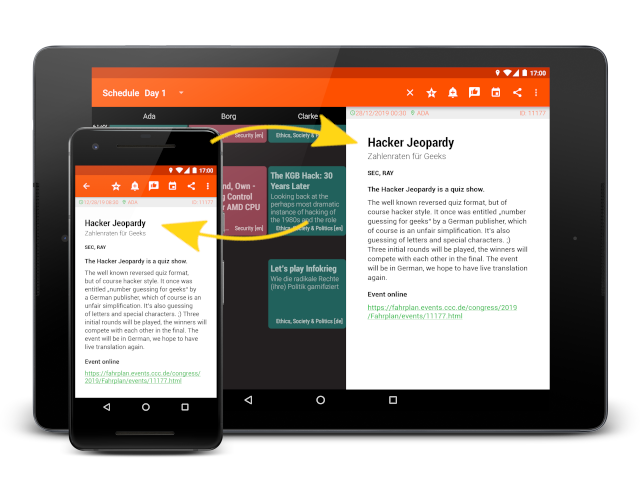 17:00
Schedule Day 1
28/12/2019 00:30 ADA ID: 11177
Ada Borg Clarke
Security [en]
Ethics, Society & Politics [en]
nd, Own -
g Control
AMD CPU
Security [en]
The KGB Hack: 30
Years Later
Looking back at the
perhaps most dramatic
instance of hacking of
the 1980s and the role
Ethics, Society & Politics [en]
Let's play Infokrieg
Wie die radikale Rechte
(ihre) Politik gamifiziert
Ethics, Society & Politics [de]
Hacker Jeopardy
Zahlenraten für Geeks
SEC, RAY
The Hacker Jeopardy is a quiz show.
The well known reversed quiz format, but of
course hacker style. It once was entitled „number
guessing for geeks" by a German publisher, which
of course is an unfair simplification. It's also
guessing of letters and special characters. ;)
Three initial rounds will be played, the winners will
compete with each other in the final. The event
will be in German, we hope to have live translation
again.
Event online
https://fahrplan.events.ccc.de/congress/2019
/Fahrplan/events/11177.html
17:00
28/12/2019 00:30 ADA ID: 11177
Hacker Jeopardy
Zahlenraten für Geeks
SEC, RAY
The Hacker Jeopardy is a quiz show.
The well known reversed quiz format,
but of course hacker style. It once was
entitled „number guessing for geeks" by
a German publisher, which of course is an
unfair simplification. It's also guessing
of letters and special characters. ;) Three
initial rounds will be played, the winners will
compete with each other in the final. The
event will be in German, we hope to have
live translation again.
Event online
https://fahrplan.events.ccc.de/congress/
2019/Fahrplan/events/11177.html